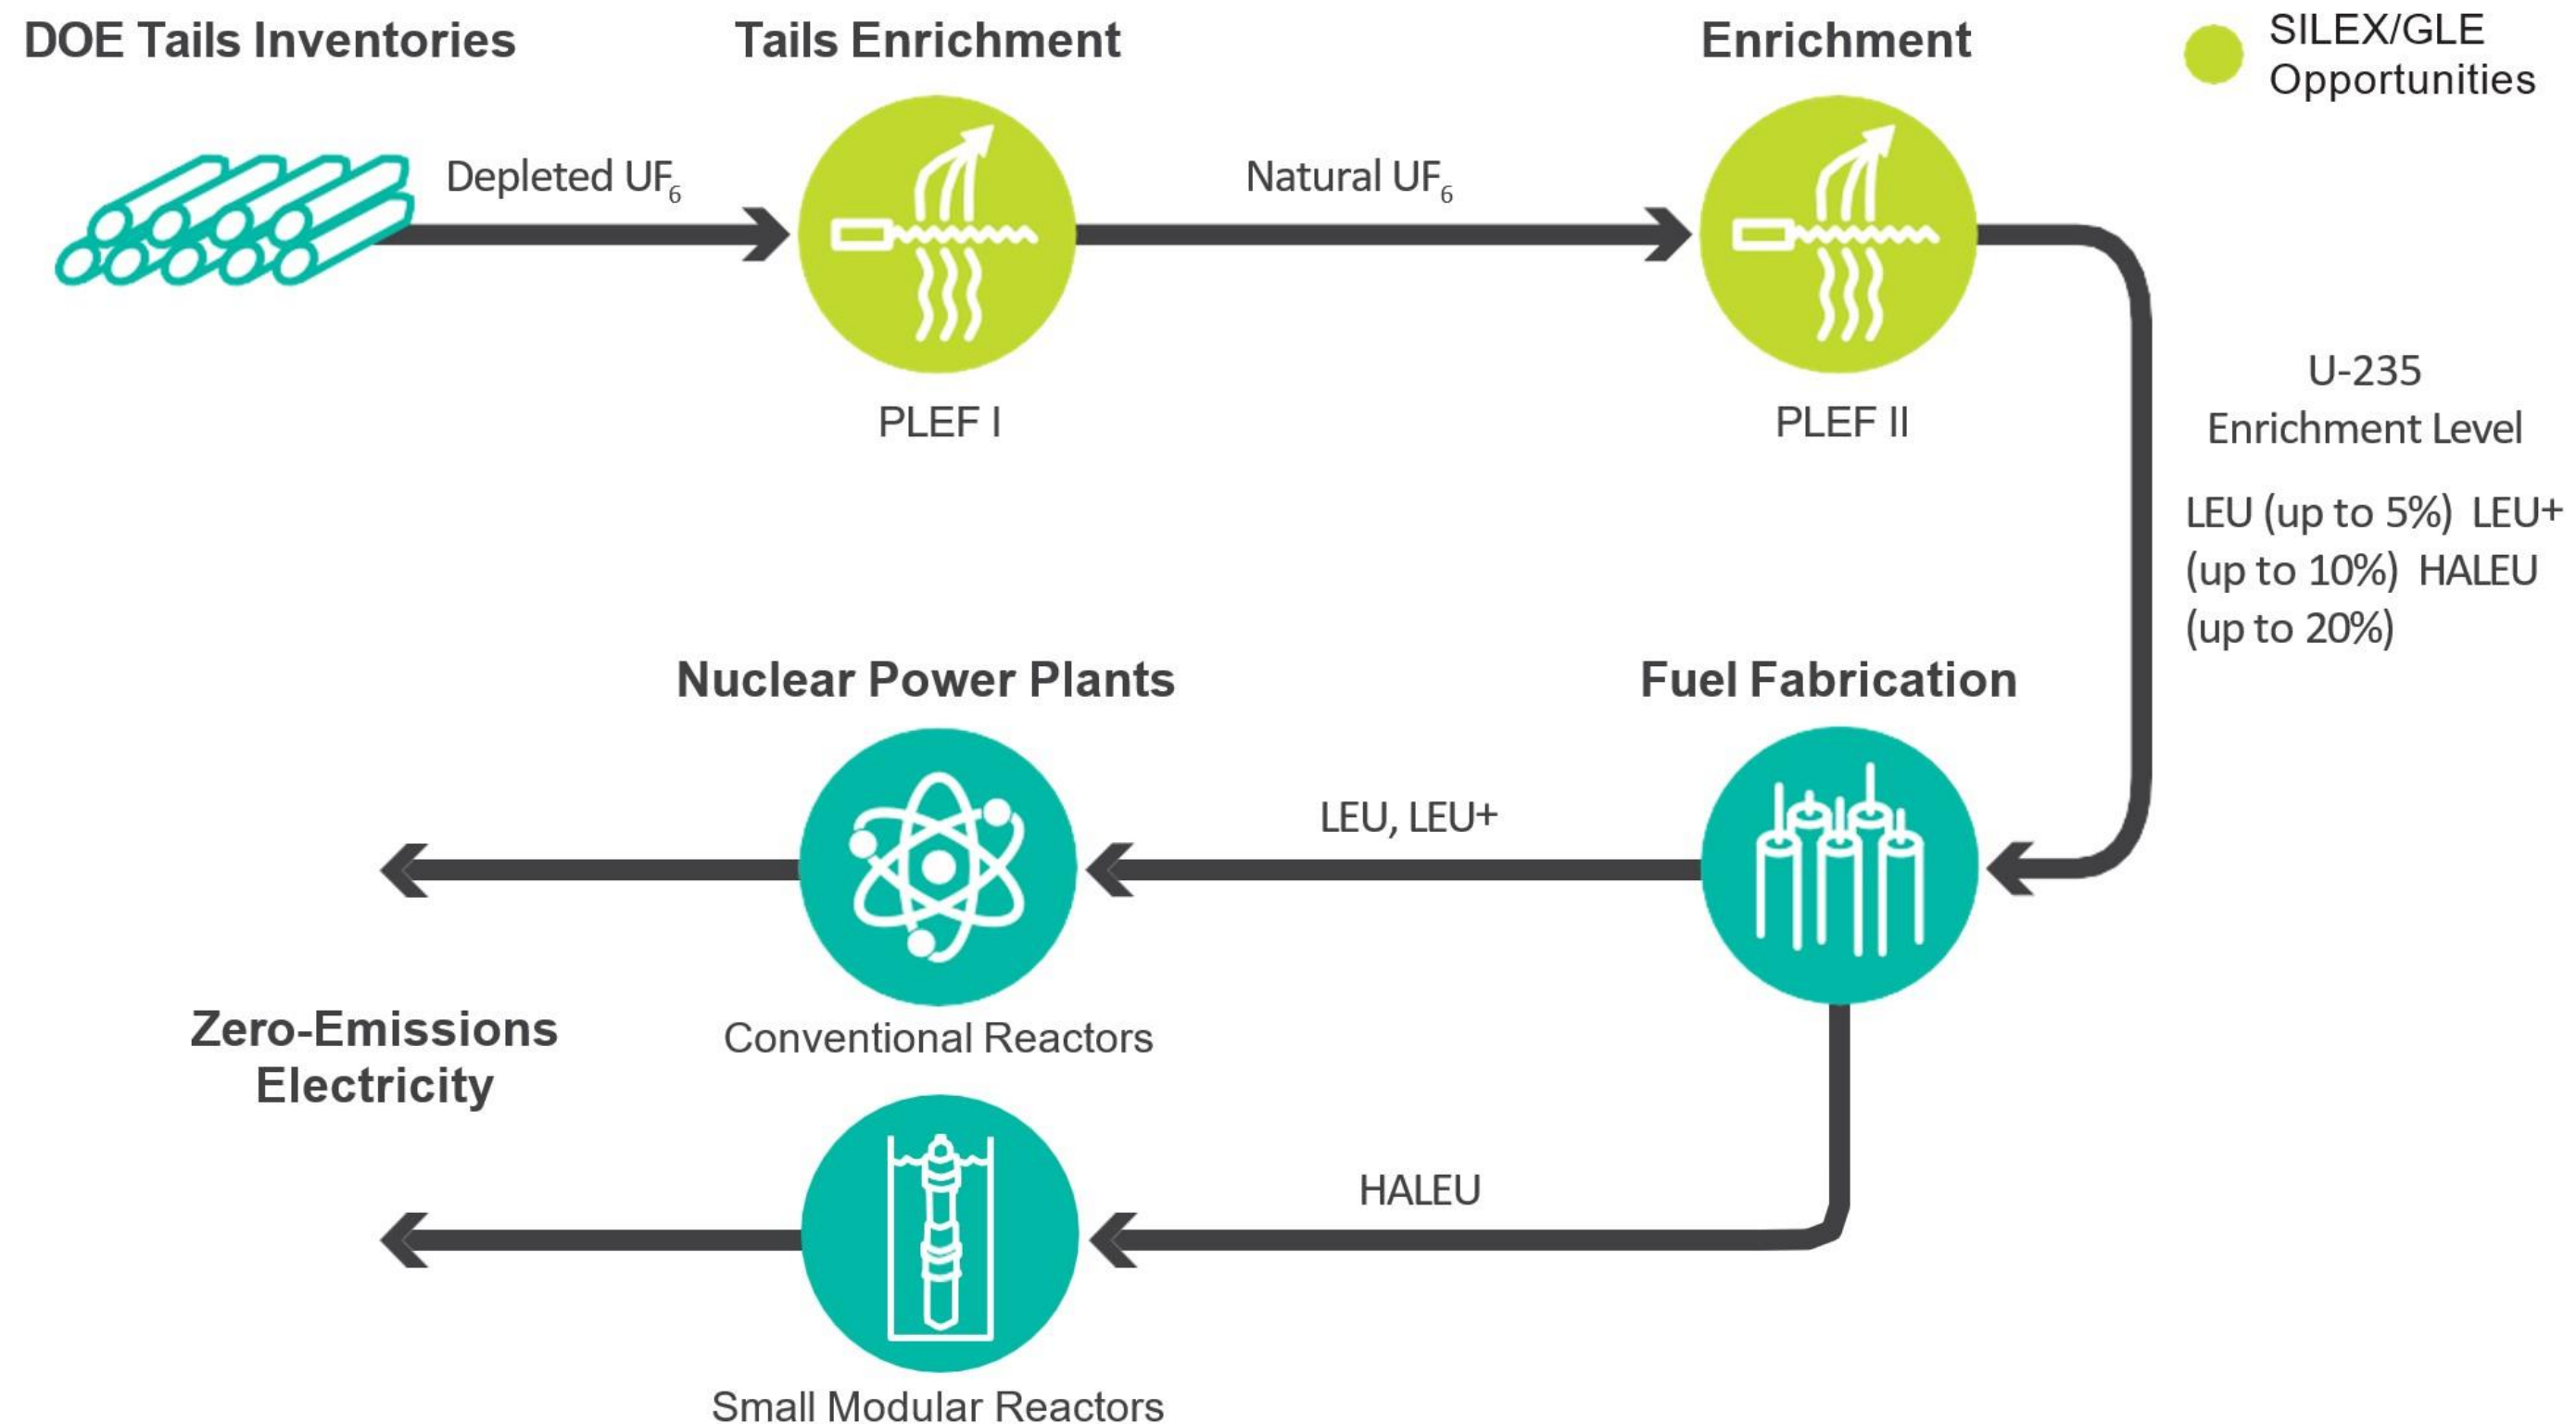 DOE Tails Inventories
Tails Enrichment
Enrichment
SILEX/GLE
Opportunities
Depleted UF₆
Natural UF₆
PLEF I
PLEF II
U-235
Enrichment Level
LEU (up to 5%) LEU+
(up to 10%) HALEU
(up to 20%)
Nuclear Power Plants
Fuel Fabrication
LEU, LEU+
Conventional Reactors
Zero-Emissions
Electricity
HALEU
Small Modular Reactors